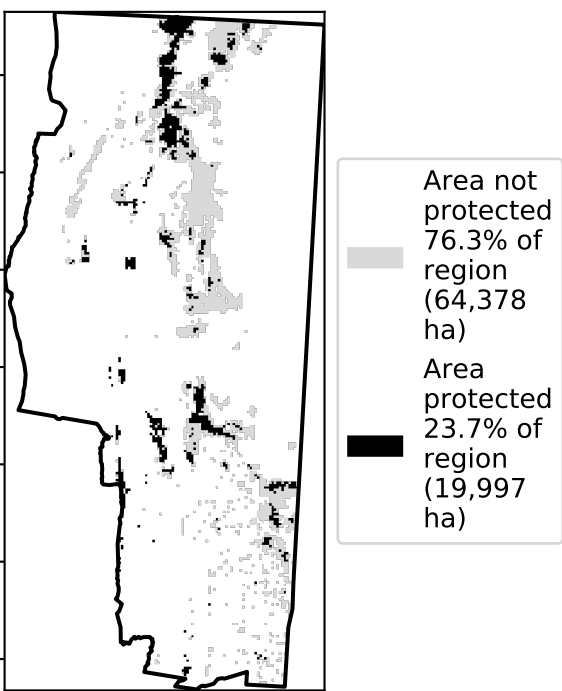 Area not
protected
76.3% of
region
(64,378
ha)
Area
protected
23.7% of
region
(19,997
ha)